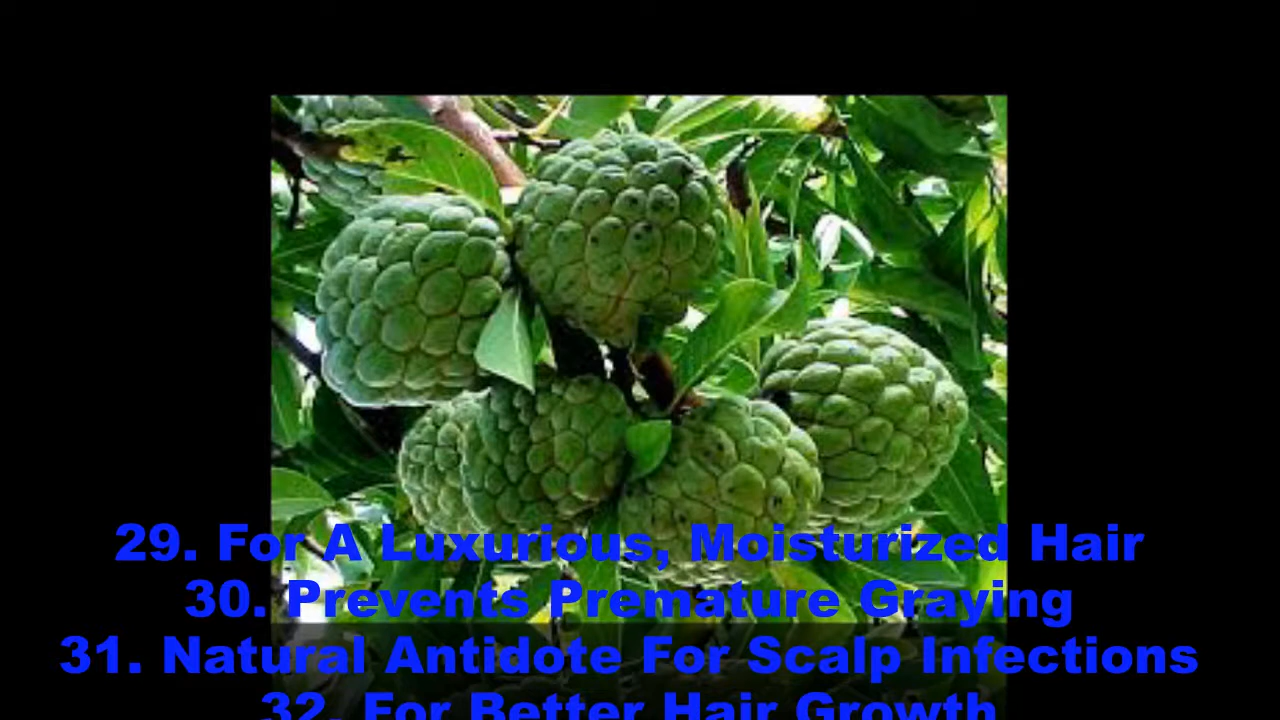 29. For A Luxurious, Moisturized Hair
30. Prevents Premature Graying
31. Natural Antidote For Scalp Infections
32. For Better Hair Growth